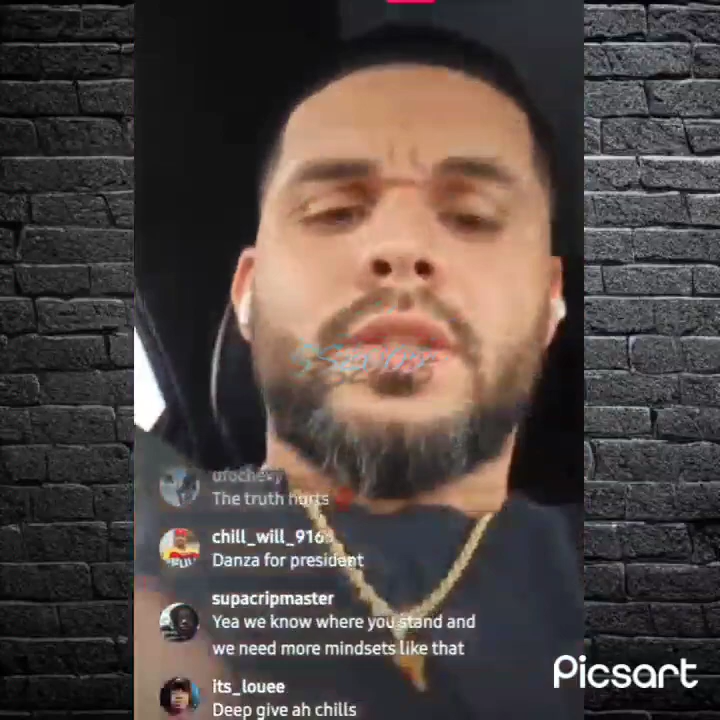 ufochevy
The truth hurts
chill_will_916
Danza for president
supacripmaster
Yea we know where you stand and
we need more mindsets like that
its_louee
Deep give ah chills
Picsart